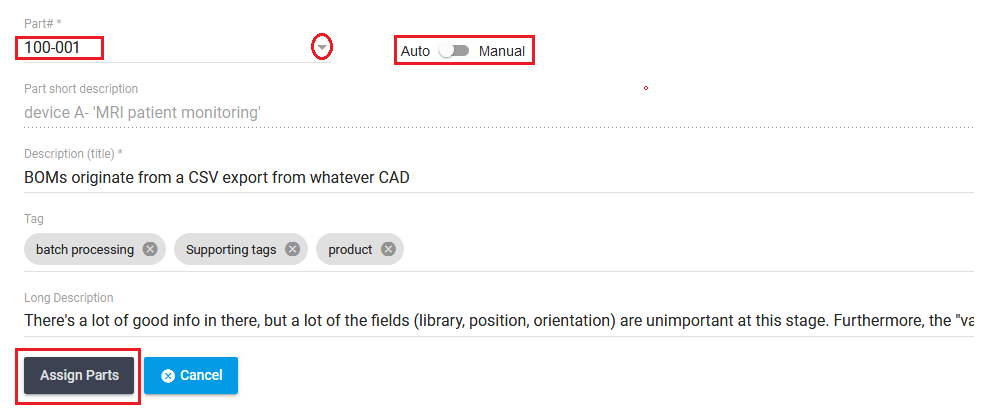 Part# *
100-001
Auto Manual
Part short description
device A- 'MRI patient monitoring'
Description (title) *
BOMs originate from a CSV export from whatever CAD
Tag
batch processing Supporting tags product
Long Description
There's a lot of good info in there, but a lot of the fields (library, position, orientation) are unimportant at this stage. Furthermore, the "va
Assign Parts Cancel